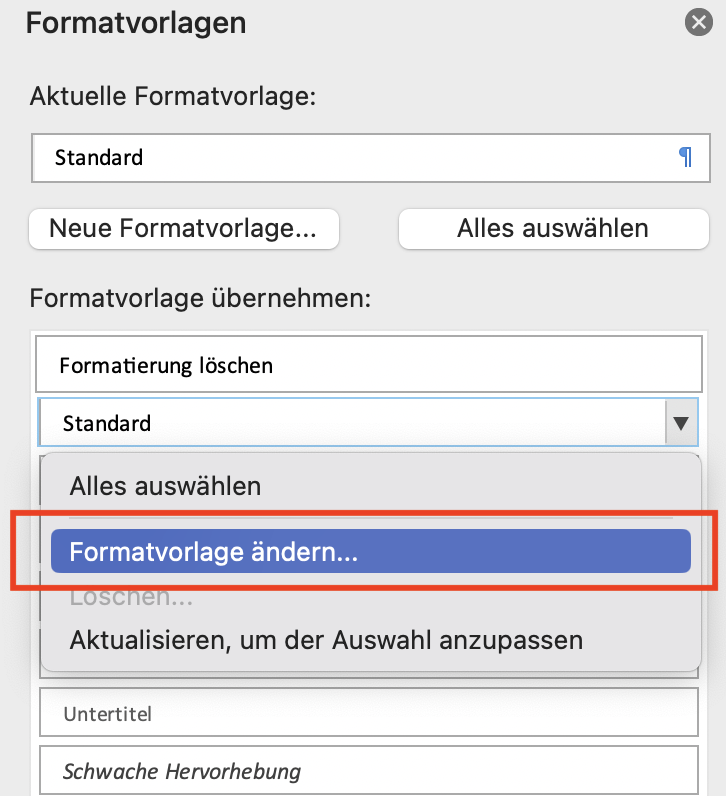 Formatvorlagen
Aktuelle Formatvorlage:
Standard ¶
Neue Formatvorlage... Alles auswählen
Formatvorlage übernehmen:
Formatierung löschen
Standard
Alles auswählen
Formatvorlage ändern...
Löschen...
Aktualisieren, um der Auswahl anzupassen
Untertitel
Schwache Hervorhebung